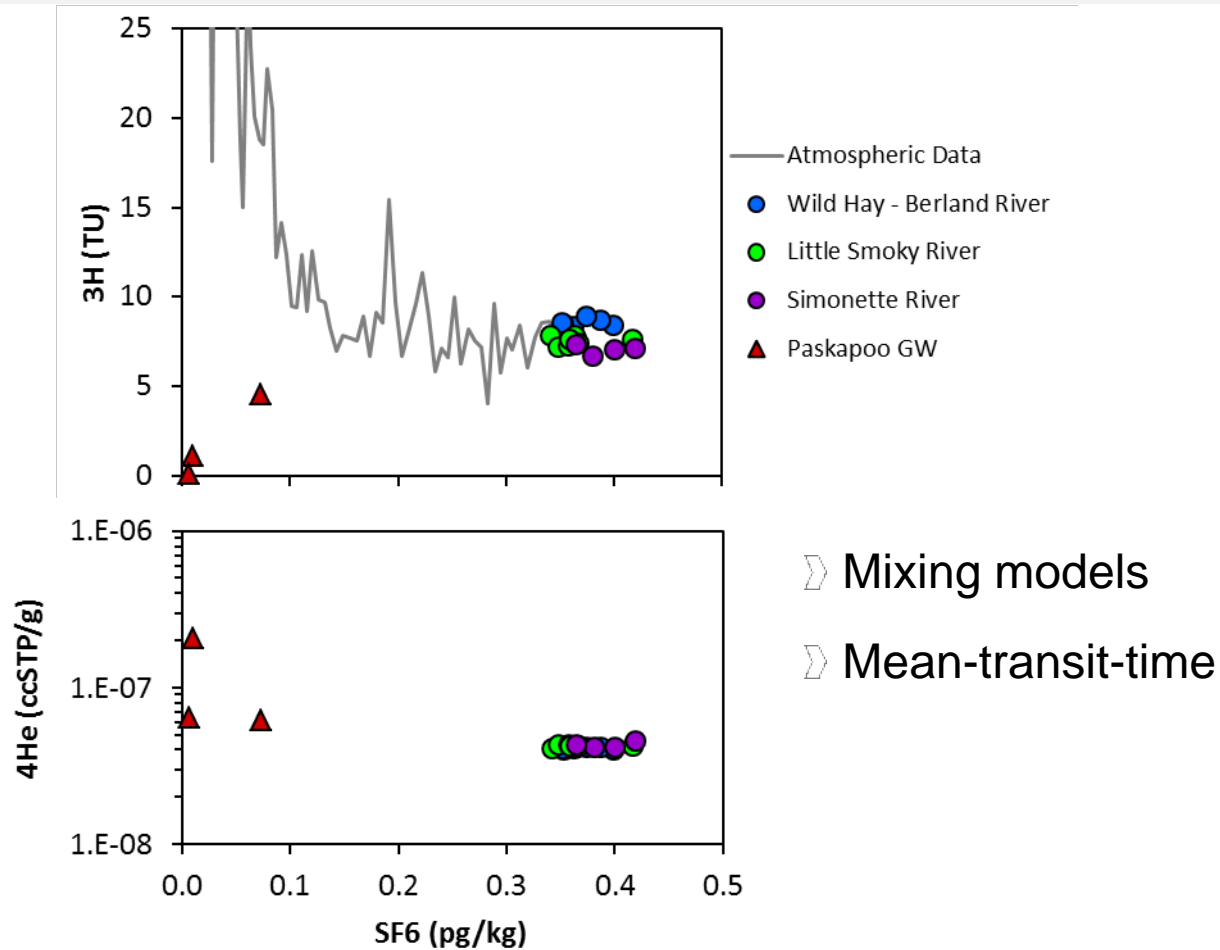 25
20
15
10
5
0
3H (TU)
Atmospheric Data
Wild Hay - Berland River
Little Smoky River
Simonette River
Paskapoo GW
1.E-06
1.E-07
1.E-08
4He (ccSTP/g)
0.0 0.1 0.2 0.3 0.4 0.5
SF6 (pg/kg)
Mixing models
Mean-transit-time